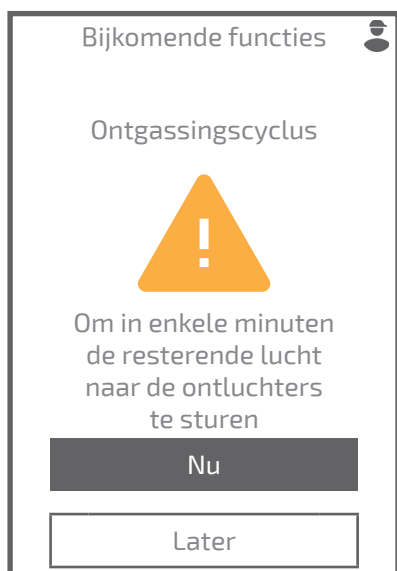 Bijkomende functies
Ontgassingscyclus
!
Om in enkele minuten
de resterende lucht
naar de ontluchters
te sturen
Nu
Later